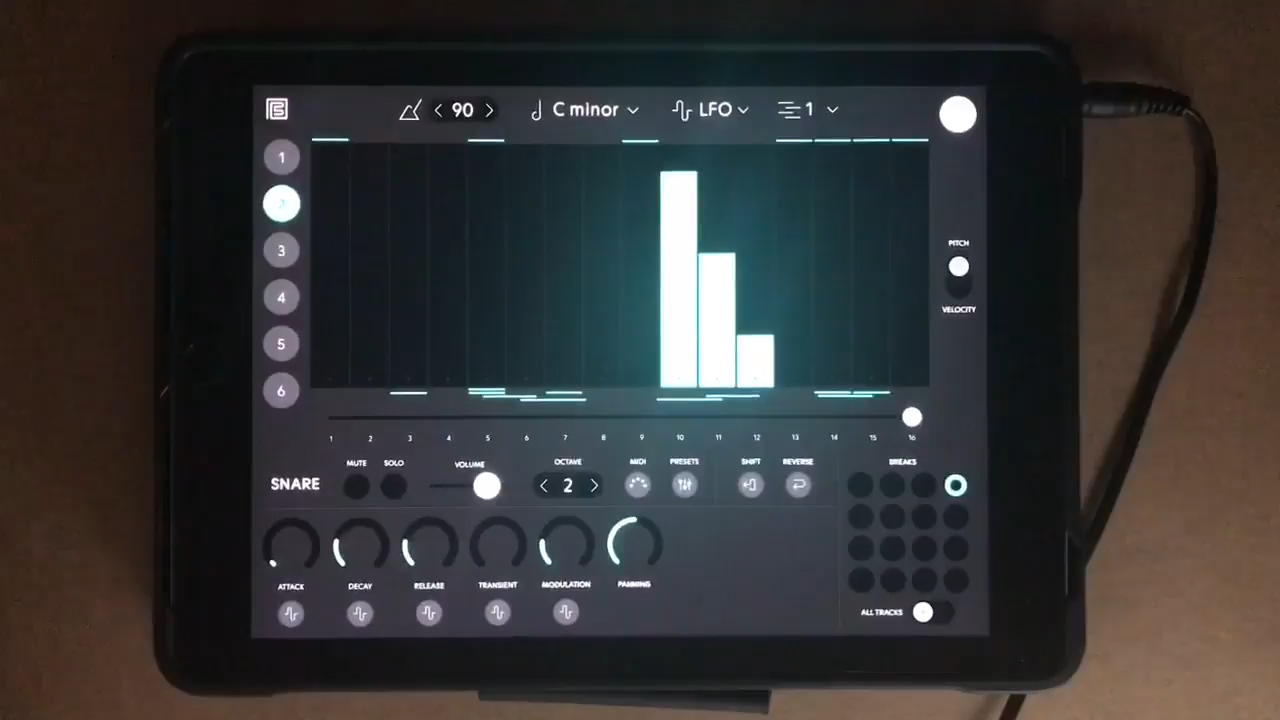 90 C minor LFO 1
1
2
3
4
5
6
PITCH
VELOCITY
1 2 3 4 5 6 7 8 9 10 11 12 13 14 15 16
SNARE MUTE SOLO VOLUME OCTAVE MIDI PRESETS SHIFT REVERSE BREAKS
2
ATTACK DECAY RELEASE TRANSIENT MODULATION PANNING
ALL TRACKS